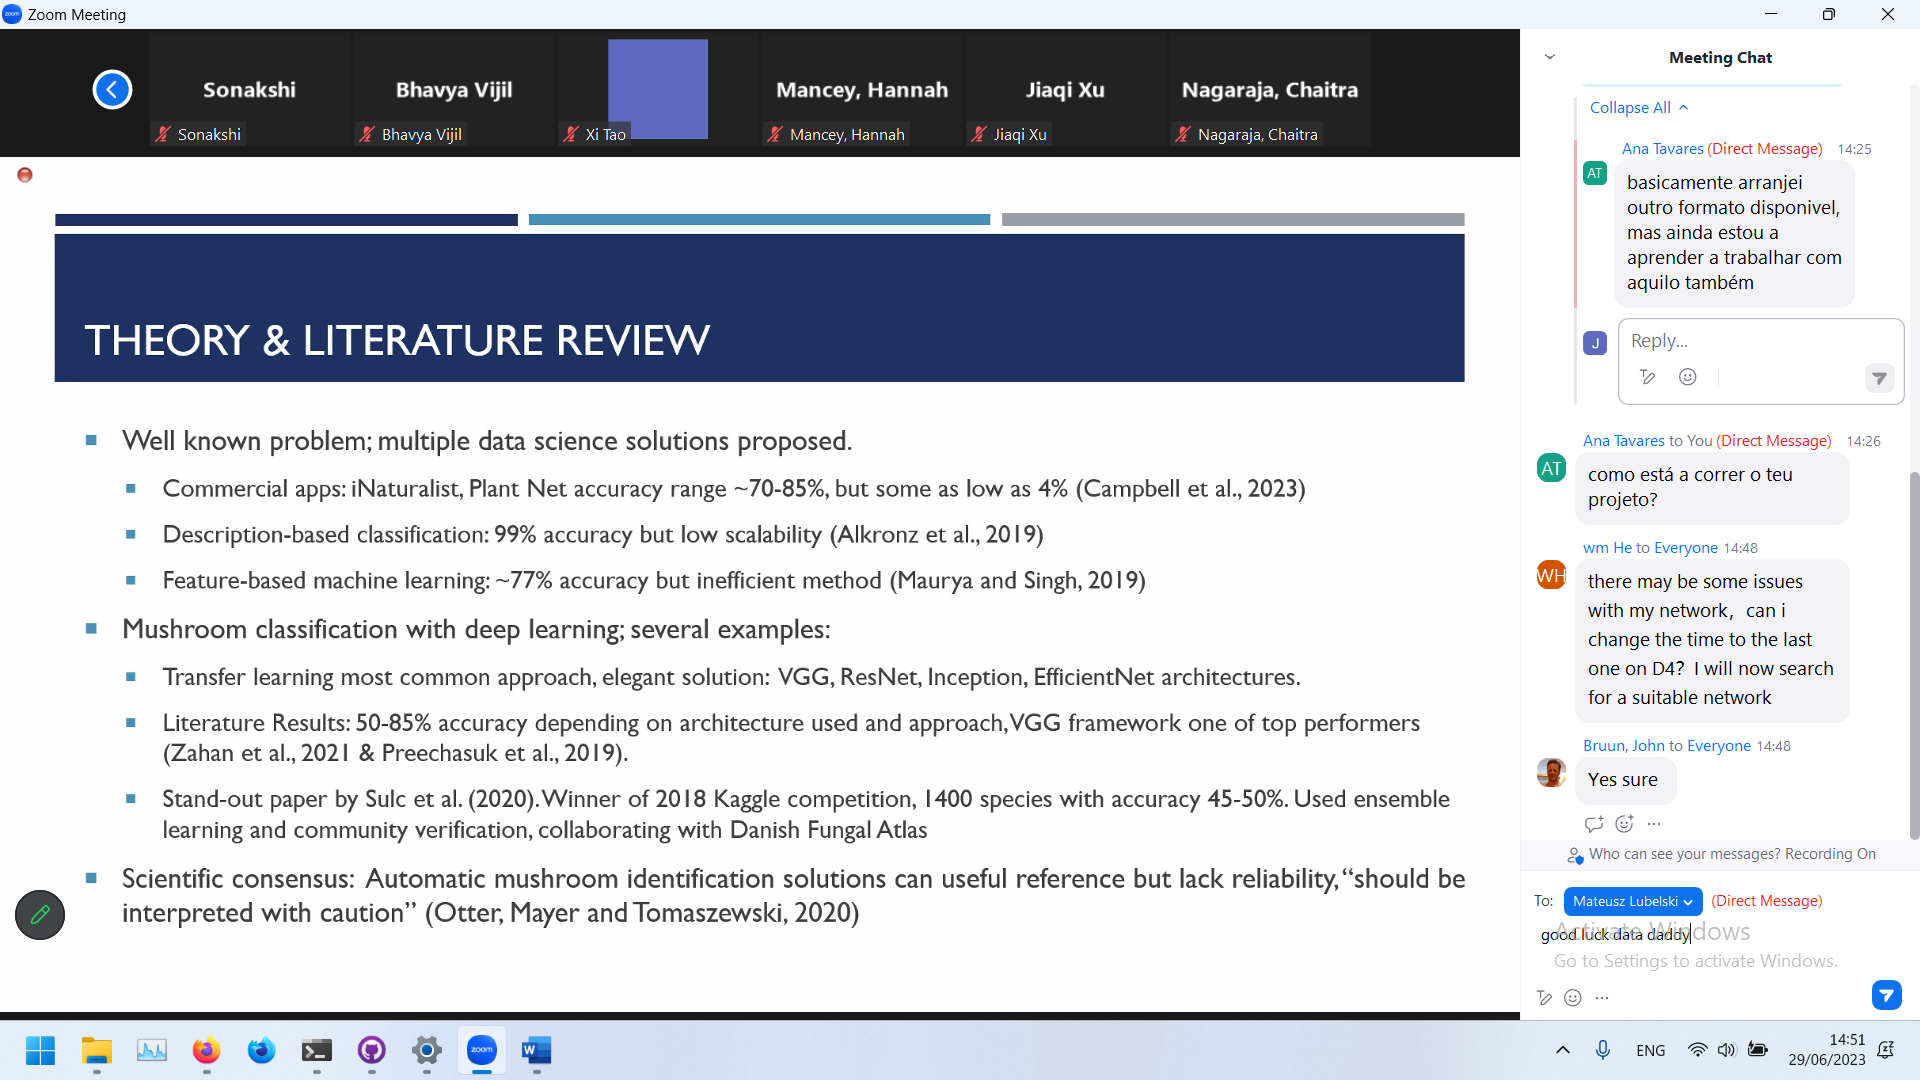 Zoom Meeting
Sonakshi
Bhavya Vijil
Mancey, Hannah
Jiaqi Xu
Nagaraja, Chaitra
Sonakshi
Bhavya Vijil
Xi Tao
Mancey, Hannah
Jiaqi Xu
Nagaraja, Chaitra
THEORY & LITERATURE REVIEW
Well known problem; multiple data science solutions proposed.
Commercial apps: iNaturalist, Plant Net accuracy range ~70-85%, but some as low as 4% (Campbell et al., 2023)
Description-based classification: 99% accuracy but low scalability (Alkronz et al., 2019)
Feature-based machine learning: ~77% accuracy but inefficient method (Maurya and Singh, 2019)
Mushroom classification with deep learning; several examples:
Transfer learning most common approach, elegant solution: VGG, ResNet, Inception, EfficientNet architectures.
Literature Results: 50-85% accuracy depending on architecture used and approach, VGG framework one of top performers
(Zahan et al., 2021 & Preechasuk et al., 2019).
Stand-out paper by Sulc et al. (2020). Winner of 2018 Kaggle competition, 1400 species with accuracy 45-50%. Used ensemble
learning and community verification, collaborating with Danish Fungal Atlas
Scientific consensus: Automatic mushroom identification solutions can useful reference but lack reliability, “should be
interpreted with caution” (Otter, Mayer and Tomaszewski, 2020)
Meeting Chat
Collapse All
Ana Tavares (Direct Message) 14:25
AT
basicamente arranjei
outro formato disponivel,
mas ainda estou a
aprender a trabalhar com
aquilo também
J
Reply...
Ana Tavares to You (Direct Message) 14:26
AT
como está a correr o teu
projeto?
wm He to Everyone 14:48
WH
there may be some issues
with my network，can i
change the time to the last
one on D4？I will now search
for a suitable network
Bruun, John to Everyone 14:48
Yes sure
Who can see your messages? Recording On
To: Mateusz Lubelski (Direct Message)
good luck data daddy
Activate Windows
Go to Settings to activate Windows.
zoom
ENG
14:51
29/06/2023